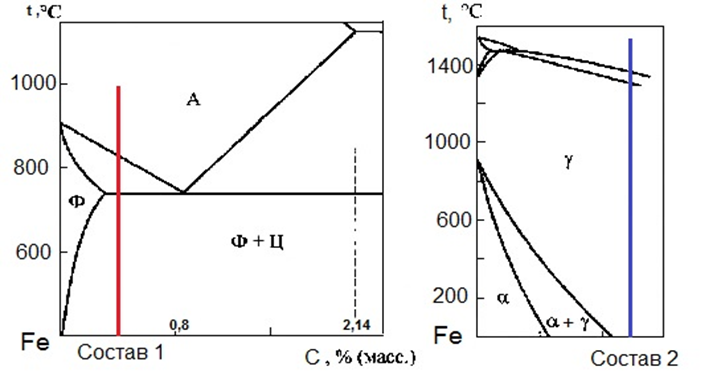 t,°C
1000
800
600
А
Ф
Ф + Ц
0,8
2,14
Fe
Состав 1
С , % (масс.)
t, °C
1400
1000
600
200
γ
α
α + γ
Fe
Состав 2